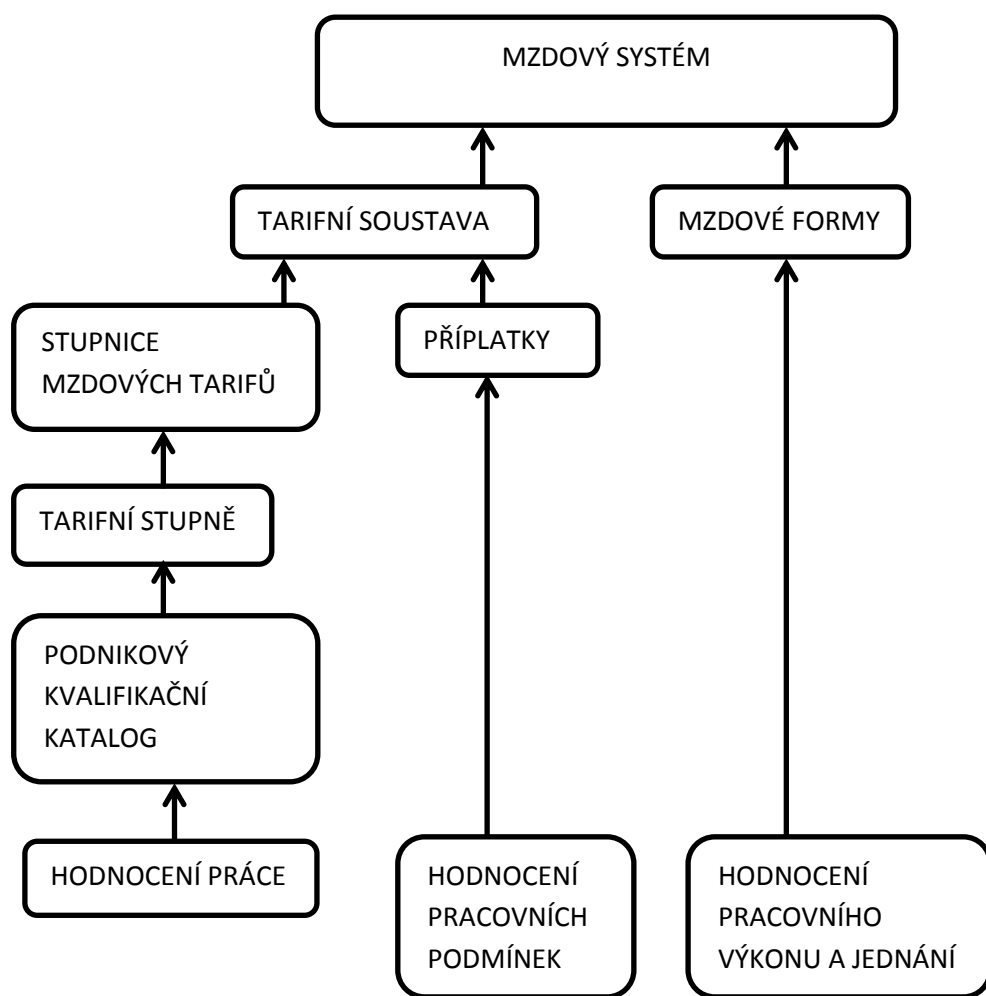 MZDOVÝ SYSTÉM
TARIFNÍ SOUSTAVA
MZDOVÉ FORMY
STUPNICE
MZDOVÝCH TARIFŮ
PŘÍPLATKY
TARIFNÍ STUPNĚ
PODNIKOVÝ
KVALIFIKAČNÍ
KATALOG
HODNOCENÍ PRÁCE
HODNOCENÍ
PRACOVNÍCH
PODMÍNEK
HODNOCENÍ
PRACOVNÍHO
VÝKONU A JEDNÁNÍ